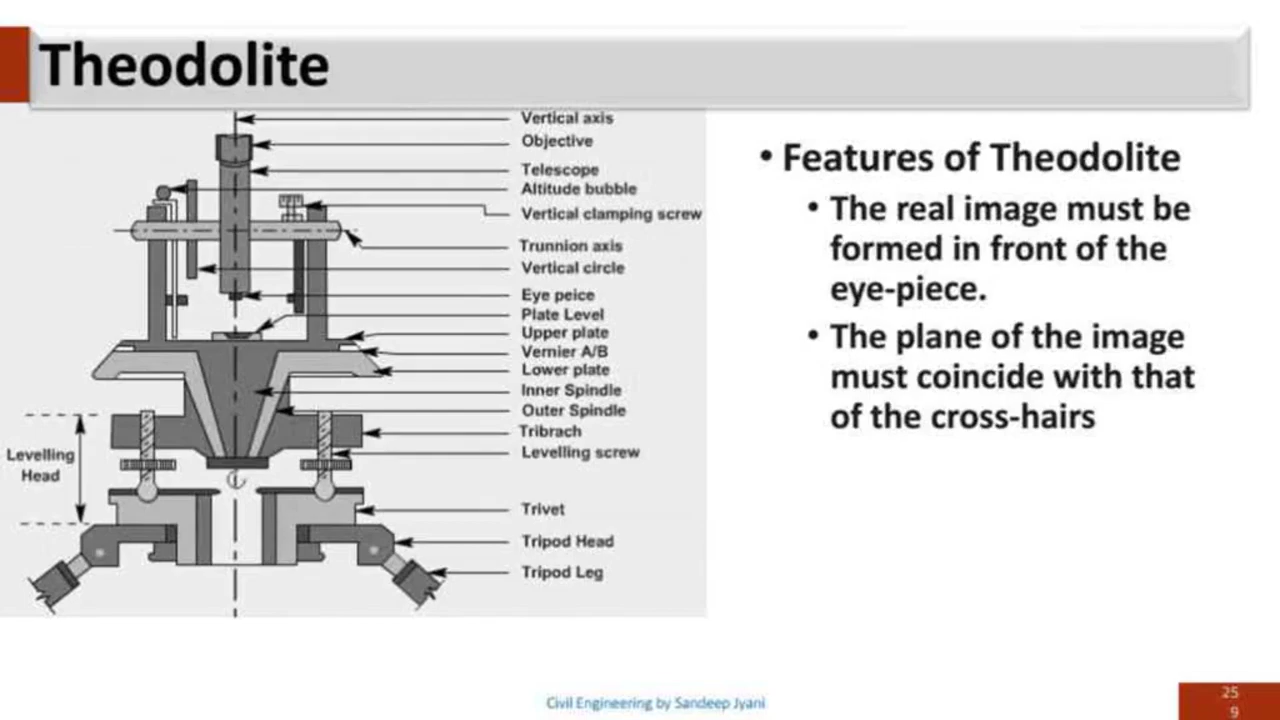 Theodolite
Vertical axis
Objective
Telescope
Altitude bubble
Vertical clamping screw
Trunnion axis
Vertical circle
Eye peice
Plate Level
Upper plate
Vernier A/B
Lower plate
Inner Spindle
Outer Spindle
Tribrach
Levelling screw
Levelling
Head
Trivet
Tripod Head
Tripod Leg
• Features of Theodolite
• The real image must be
formed in front of the
eye-piece.
• The plane of the image
must coincide with that
of the cross-hairs
Civil Engineering by Sandeep Jyani
25
9